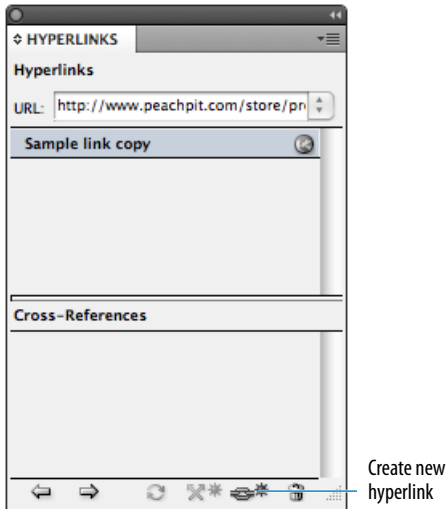 HYPERLINKS
Hyperlinks
URL: http://www.peachpit.com/store/pr
Sample link copy
Cross-References
Create new
hyperlink